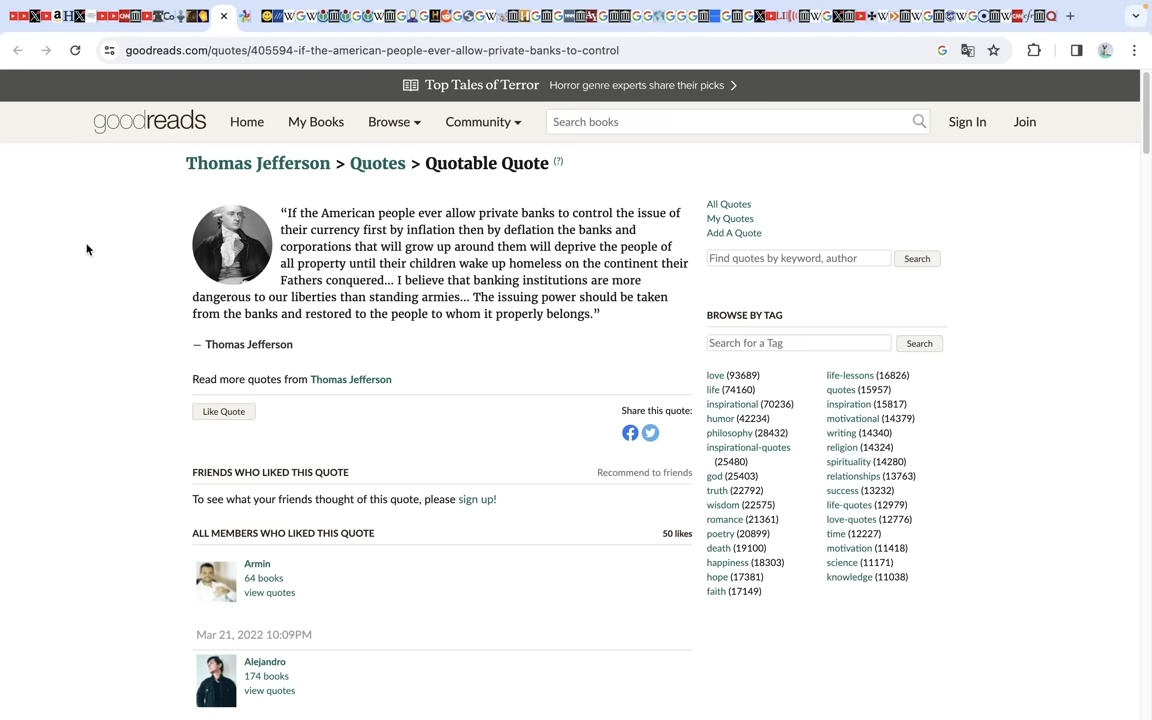 goodreads.com/quotes/405594-if-the-american-people-ever-allow-private-banks-to-control
Top Tales of Terror Horror genre experts share their picks
goodreads Home My Books Browse Community Search books Sign In Join
Thomas Jefferson > Quotes > Quotable Quote (?)
“If the American people ever allow private banks to control the issue of
their currency first by inflation then by deflation the banks and
corporations that will grow up around them will deprive the people of
all property until their children wake up homeless on the continent their
Fathers conquered... I believe that banking institutions are more
dangerous to our liberties than standing armies... The issuing power should be taken
from the banks and restored to the people to whom it properly belongs.”
― Thomas Jefferson
Read more quotes from Thomas Jefferson
Like Quote
Share this quote:
FRIENDS WHO LIKED THIS QUOTE
Recommend to friends
To see what your friends thought of this quote, please sign up!
ALL MEMBERS WHO LIKED THIS QUOTE
50 likes
Armin
64 books
view quotes
Mar 21, 2022 10:09PM
Alejandro
174 books
view quotes
All Quotes
My Quotes
Add A Quote
Find quotes by keyword, author Search
BROWSE BY TAG
Search for a Tag Search
love (93689)
life (74160)
inspirational (70236)
humor (42234)
philosophy (28432)
inspirational-quotes
(25480)
god (25403)
truth (22792)
wisdom (22575)
romance (21361)
poetry (20899)
death (19100)
happiness (18303)
hope (17381)
faith (17149)
life-lessons (16826)
quotes (15957)
inspiration (15817)
motivational (14379)
writing (14340)
religion (14324)
spirituality (14280)
relationships (13763)
success (13232)
life-quotes (12979)
love-quotes (12776)
time (12227)
motivation (11418)
science (11171)
knowledge (11038)